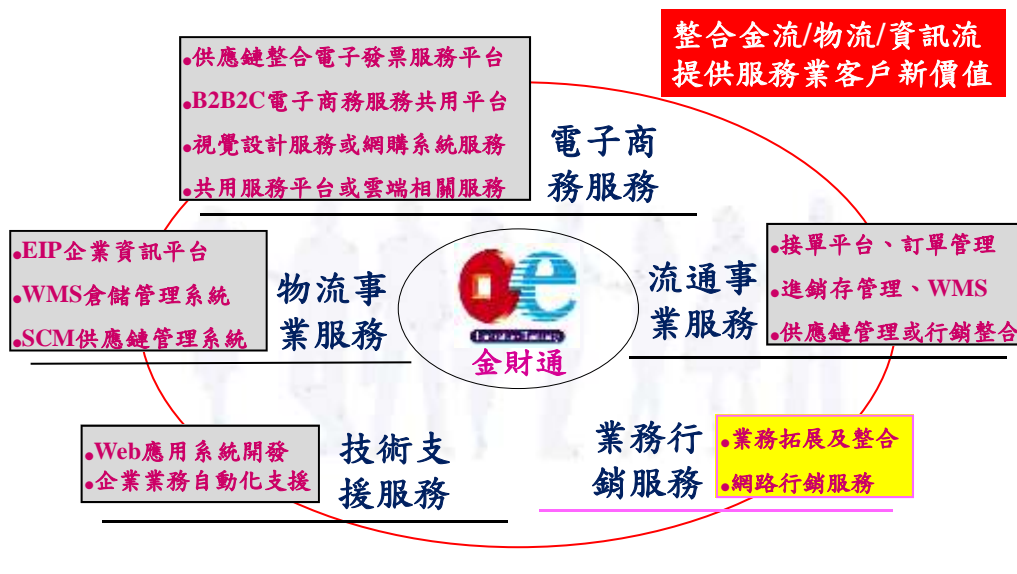 整合金流/物流/資訊流
提供服務業客戶新價值
•供應鏈整合電子發票服務平台
•B2B2C電子商務服務共用平台
•視覺設計服務或網購系統服務
•共用服務平台或雲端相關服務
電子商
務服務
•EIP企業資訊平台
•WMS倉儲管理系統
•SCM供應鏈管理系統
物流事
業服務
金財通
流通事
業服務
•接單平台、訂單管理
•進銷存管理、WMS
•供應鏈管理或行銷整合
•Web應用系統開發
•企業業務自動化支援
技術支
援服務
業務行
銷服務
•業務拓展及整合
•網路行銷服務